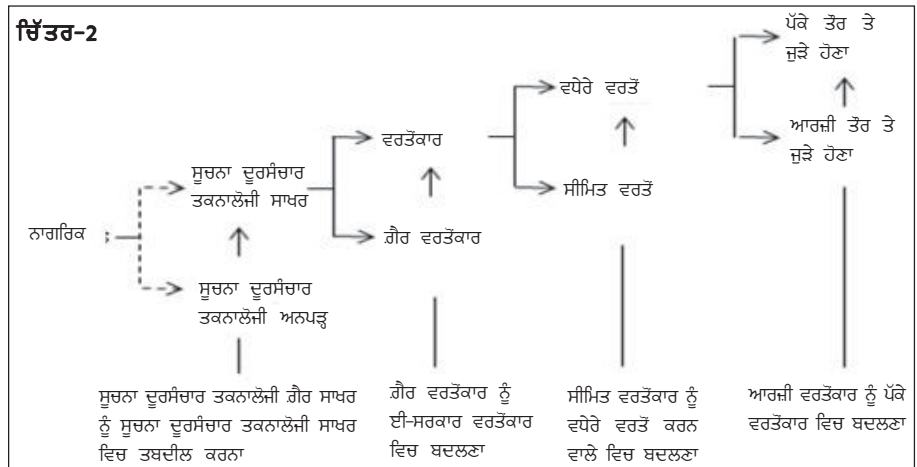 ਚਿੱਤਰ-2
ਨਾਗਰਿਕ
ਸੂਚਨਾ ਦੂਰਸੰਚਾਰ
ਤਕਨਾਲੋਜੀ ਸਾਖਰ
ਸੂਚਨਾ ਦੂਰਸੰਚਾਰ
ਤਕਨਾਲੋਜੀ ਅਨਪੜ੍ਹ
ਵਰਤੋਂਕਾਰ
ਗ਼ੈਰ ਵਰਤੋਂਕਾਰ
ਵਧੇਰੇ ਵਰਤੋਂ
ਸੀਮਿਤ ਵਰਤੋਂ
ਪੱਕੇ ਤੌਰ ਤੇ
ਜੁੜੇ ਹੋਣਾ
ਆਰਜ਼ੀ ਤੌਰ ਤੇ
ਜੁੜੇ ਹੋਣਾ
ਸੂਚਨਾ ਦੂਰਸੰਚਾਰ ਤਕਨਾਲੋਜੀ ਗ਼ੈਰ ਸਾਖਰ
ਨੂੰ ਸੂਚਨਾ ਦੂਰਸੰਚਾਰ ਤਕਨਾਲੋਜੀ ਸਾਖਰ
ਵਿਚ ਤਬਦੀਲ ਕਰਨਾ
ਗ਼ੈਰ ਵਰਤੋਂਕਾਰ ਨੂੰ
ਈ-ਸਰਕਾਰ ਵਰਤੋਂਕਾਰ
ਵਿਚ ਬਦਲਣਾ
ਸੀਮਿਤ ਵਰਤੋਂਕਾਰ ਨੂੰ
ਵਧੇਰੇ ਵਰਤੋਂ ਕਰਨ
ਵਾਲੇ ਵਿਚ ਬਦਲਣਾ
ਆਰਜ਼ੀ ਵਰਤੋਂਕਾਰ ਨੂੰ ਪੱਕੇ
ਵਰਤੋਂਕਾਰ ਵਿਚ ਬਦਲਣਾ